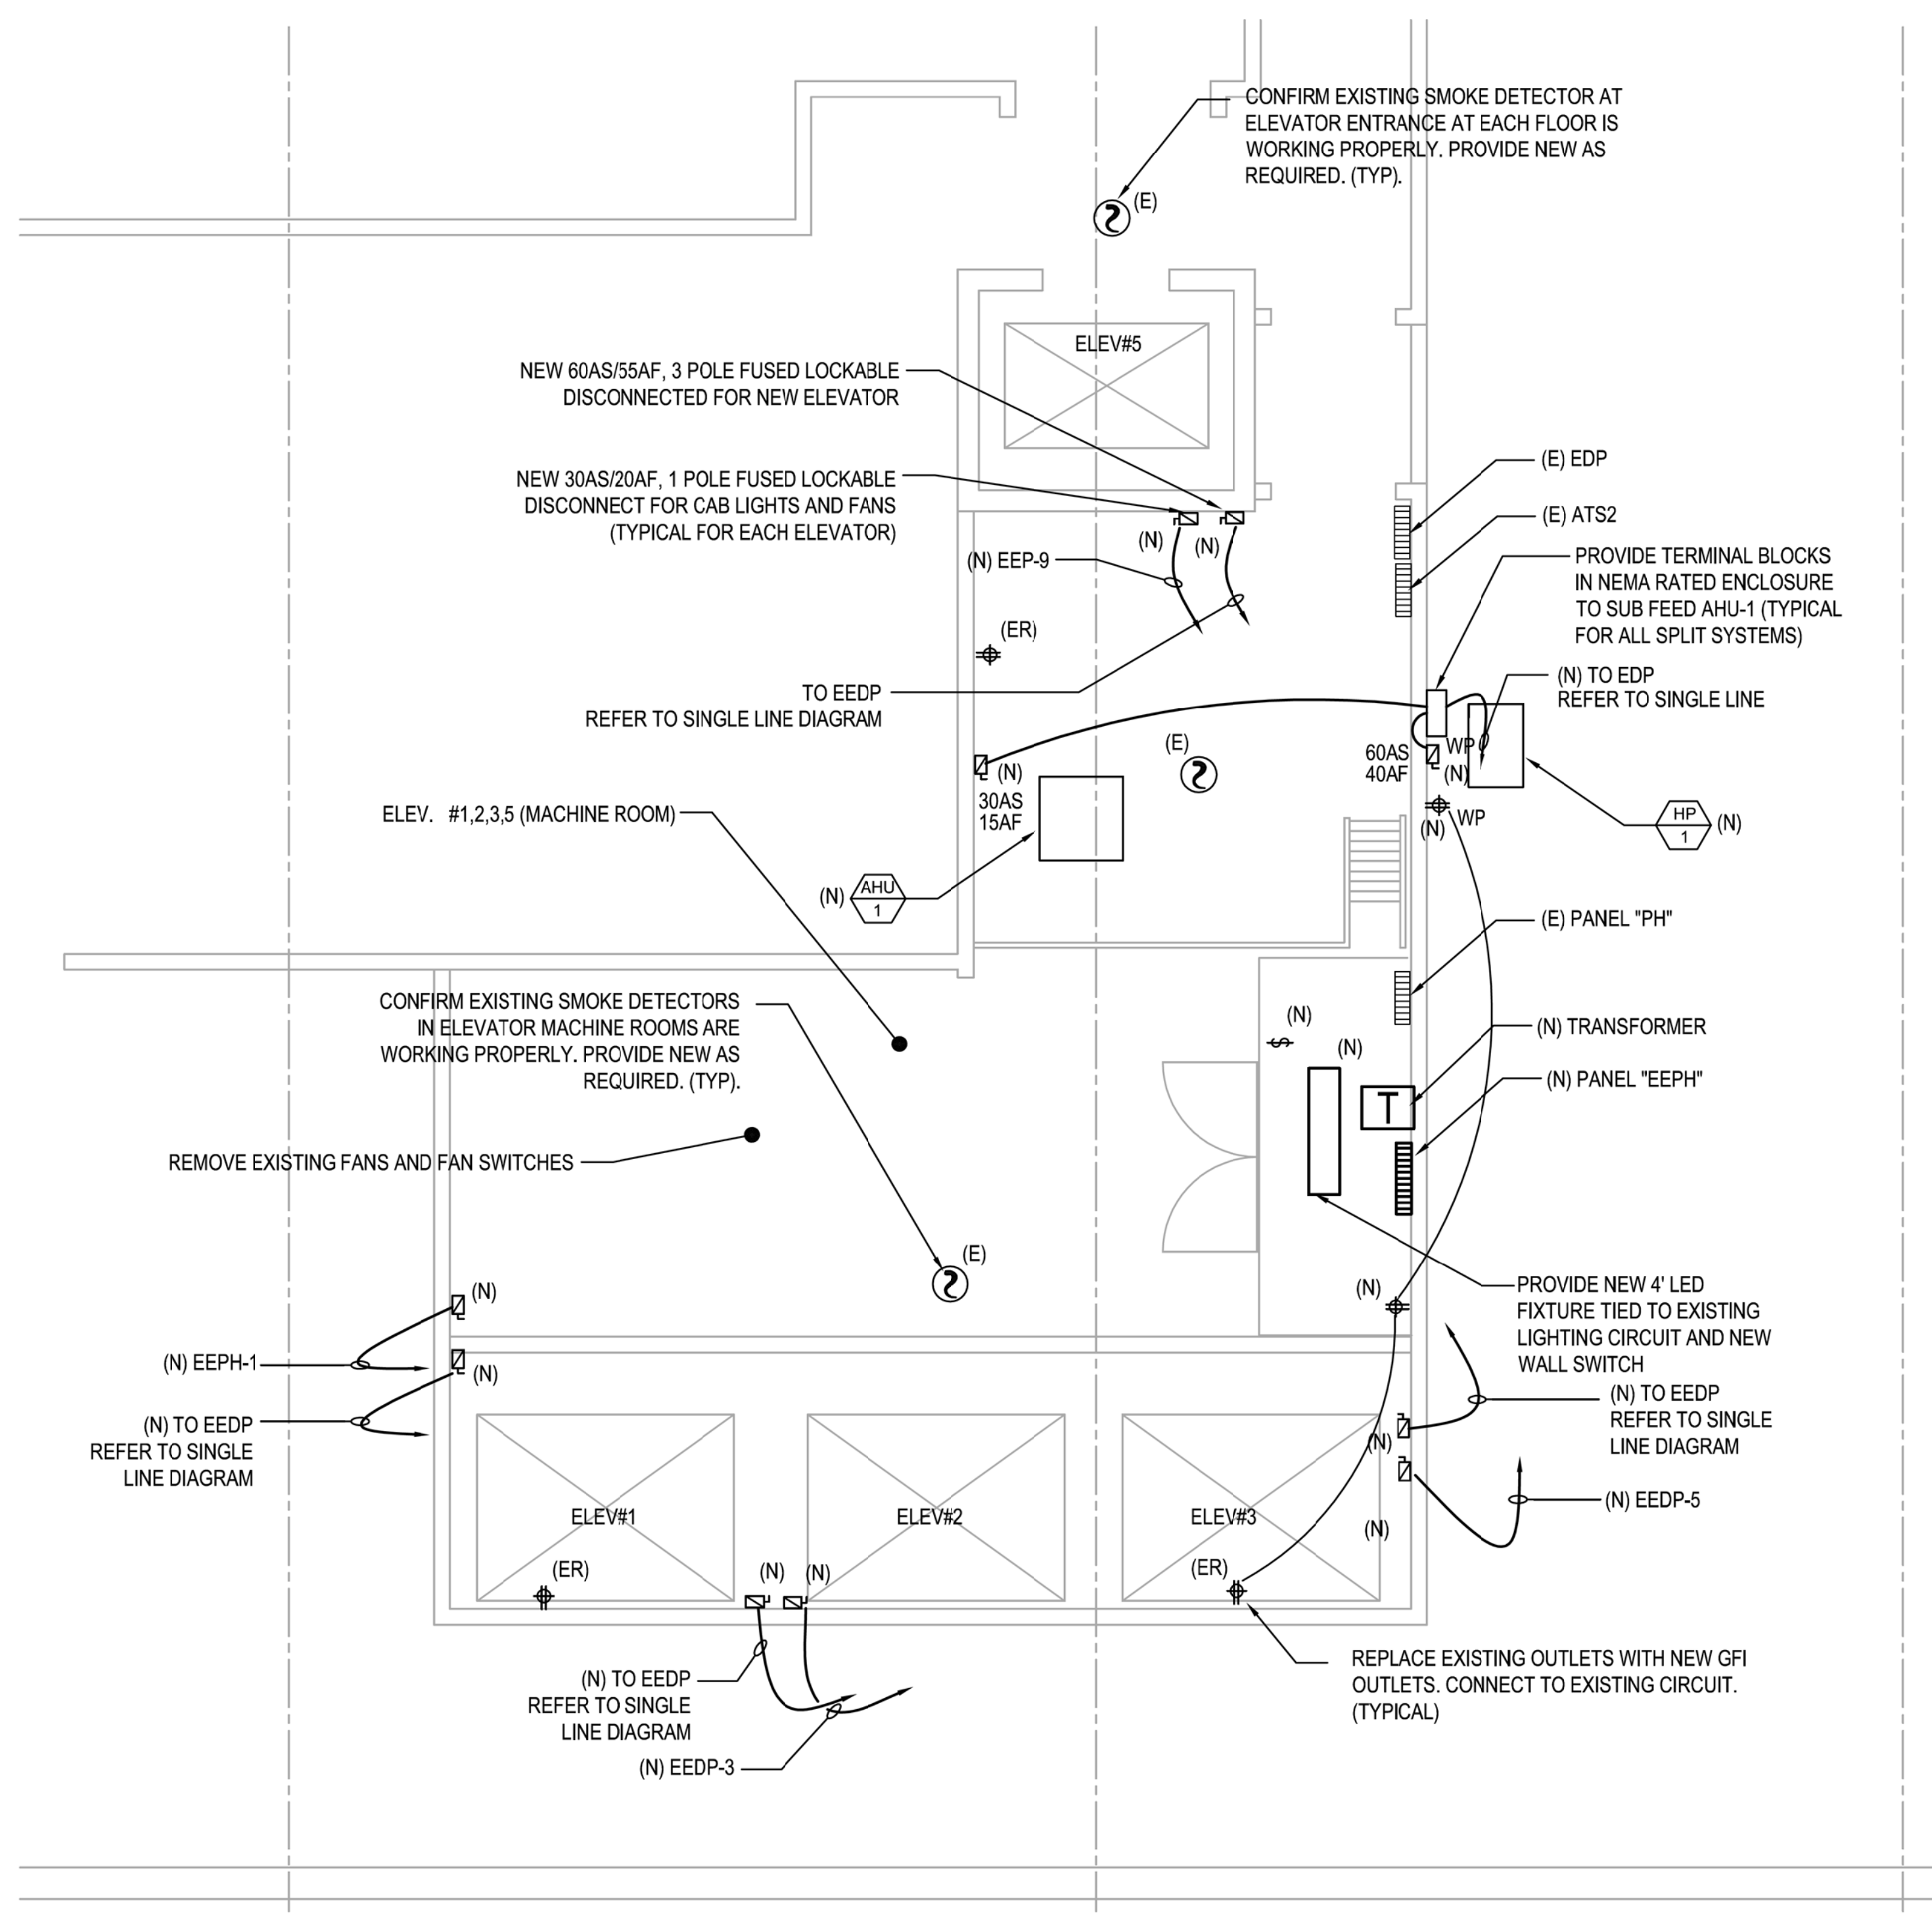 CONFIRM EXISTING SMOKE DETECTOR AT
ELEVATOR ENTRANCE AT EACH FLOOR IS
WORKING PROPERLY. PROVIDE NEW AS
REQUIRED. (TYP).
(E)
ELEV#5
NEW 60AS/55AF, 3 POLE FUSED LOCKABLE
DISCONNECTED FOR NEW ELEVATOR
NEW 30AS/20AF, 1 POLE FUSED LOCKABLE
DISCONNECT FOR CAB LIGHTS AND FANS
(TYPICAL FOR EACH ELEVATOR)
(N)
(N)
(N) EEP-9
(ER)
TO EEDP
REFER TO SINGLE LINE DIAGRAM
(E) EDP
(E) ATS2
PROVIDE TERMINAL BLOCKS
IN NEMA RATED ENCLOSURE
TO SUB FEED AHU-1 (TYPICAL
FOR ALL SPLIT SYSTEMS)
(N) TO EDP
REFER TO SINGLE LINE
(E)
60AS
40AF
WP
(N)
(N)
30AS
15AF
WP
(N)
HP
1
(N)
ELEV. #1,2,3,5 (MACHINE ROOM)
(N)
AHU
1
(E) PANEL "PH"
CONFIRM EXISTING SMOKE DETECTORS
IN ELEVATOR MACHINE ROOMS ARE
WORKING PROPERLY. PROVIDE NEW AS
REQUIRED. (TYP).
(N)
(N)
(N) TRANSFORMER
T
(N) PANEL "EEPH"
REMOVE EXISTING FANS AND FAN SWITCHES
(E)
(N)
(N)
PROVIDE NEW 4' LED
FIXTURE TIED TO EXISTING
LIGHTING CIRCUIT AND NEW
WALL SWITCH
(N) EEPH-1
(N)
(N) TO EEDP
REFER TO SINGLE
LINE DIAGRAM
(N) TO EEDP
REFER TO SINGLE
LINE DIAGRAM
(N)
(N) EEDP-5
(N)
ELEV#1
ELEV#2
ELEV#3
(ER)
(N)
(N)
(ER)
(N) TO EEDP
REFER TO SINGLE
LINE DIAGRAM
(N) EEDP-3
REPLACE EXISTING OUTLETS WITH NEW GFI
OUTLETS. CONNECT TO EXISTING CIRCUIT.
(TYPICAL)